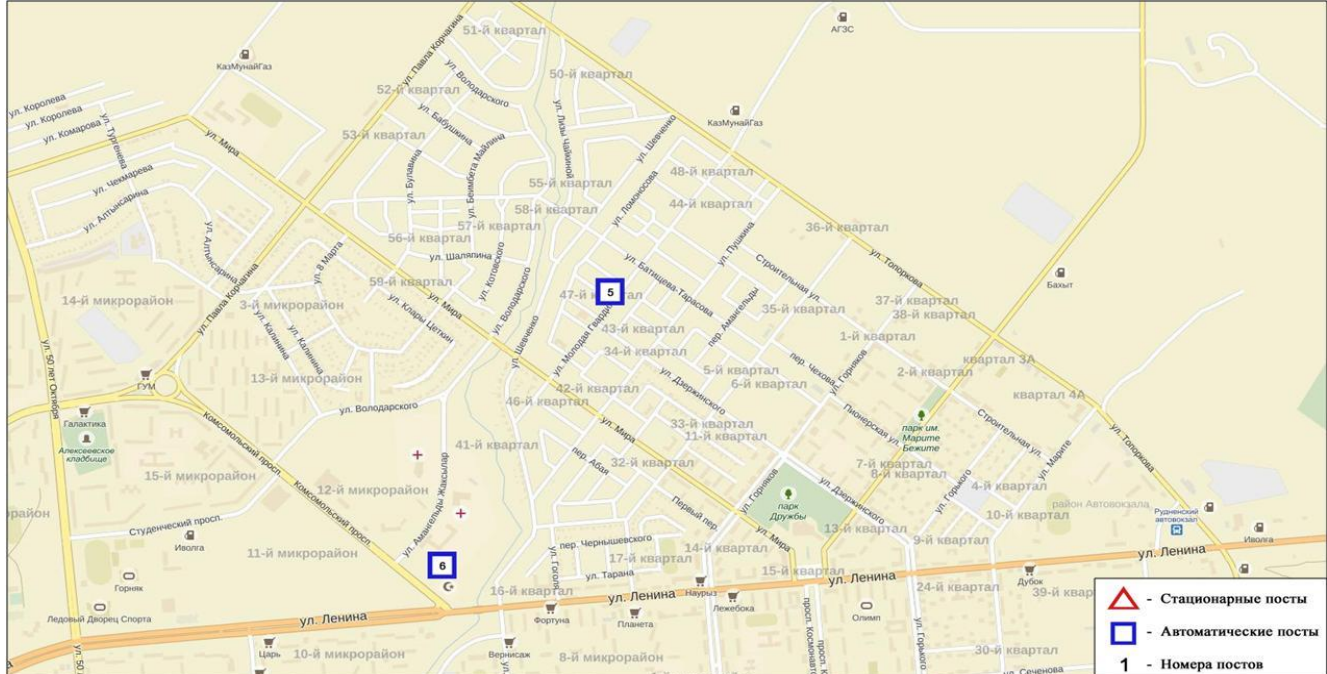 51-й квартал
АГЗС
КазМунайГаз
ул. Павла Корчагина
ул. Володарского
50-й квартал
52-й квартал
ул. Королева
ул. Королева
ул. Комарова
ул. Тургенева
ул. Бабушкина
ул. Лизы Чайкиной
ул. Шевченко
КазМунайГаз
53-й квартал
ул. Мира
ул. Чекмарева
ул. Алтынсарина
ул. Алтынсарина
ул. Булавина
ул. Беимбета Майлина
55-й квартал
48-й квартал
ул. Ломоносова
44-й квартал
58-й квартал
57-й квартал
56-й квартал
36-й квартал
ул. Пушкина
ул. 8 Марта
ул. Шаляпина
ул. Котовского
ул. Володарского
ул. Батищева-Тарасова
Строительная ул.
ул. Топоркова
Бахыт
14-й микрорайон
3-й микрорайон
59-й квартал
ул. Мира
47-й квартал
5
35-й квартал
37-й квартал
38-й квартал
ул. Павла Корчагина
ул. Калинина
ул. Калинина
ул. Клары Цеткин
ул. Шевченко
ул. Молодая Гвардия
43-й квартал
пер. Амангельды
1-й квартал
34-й квартал
квартал 3А
ул. 50 лет Октября
ГУМ
13-й микрорайон
42-й квартал
5-й квартал
6-й квартал
пер. Чехова
ул. Горняков
2-й квартал
квартал 4А
46-й квартал
ул. Дзержинского
ул. Володарского
Галактика
Алексеевское
кладбище
Комсомольский просп.
ул. Мира
33-й квартал
11-й квартал
Пионерская ул.
парк им.
Марите
Бежите
Строительная ул.
ул. Марите
ул. Топоркова
41-й квартал
пер. Абая
32-й квартал
7-й квартал
8-й квартал
15-й микрорайон
12-й микрорайон
ул. Амангельды Жаксылар
Комсомольский просп.
ул. Горняков
парк
Дружбы
ул. Дзержинского
ул. Горького
4-й квартал
10-й квартал
район Автовокзала
Рудненский
автовокзал
Студенческий просп.
Иволга
Первый пер.
ул. Мира
13-й квартал
9-й квартал
Иволга
11-й микрорайон
пер. Чернышевского
17-й квартал
14-й квартал
ул. Ленина
6
ул. Гоголя
ул. Тарана
15-й квартал
ул. Ленина
Дубок
Горняк
16-й квартал
ул. Ленина
Наурыз
24-й квартал
39-й
Ледовый Дворец Спорта
ул. Ленина
Фортуна
Планета
Лежебока
Олимп
ул. 50
Царь
10-й микрорайон
Вернисаж
8-й микрорайон
просп. Космонавтов
ул. Горького
30-й квартал
ул. Сеченова
- Стационарные посты
- Автоматические посты
1 - Номера постов